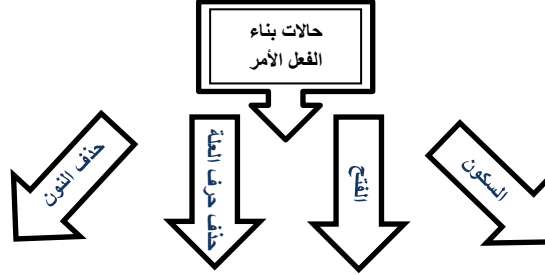 حالات بناء
الفعل الأمر
السكون
الفتح
حذف حرف العلة
حذف النون